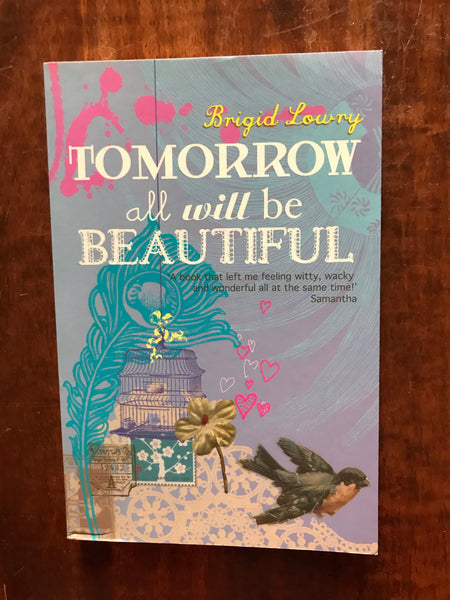 Brigid Lowry
TOMORROW
all will be
BEAUTIFUL
'A book that left me feeling witty, wacky
and wonderful all at the same time!'
Samantha